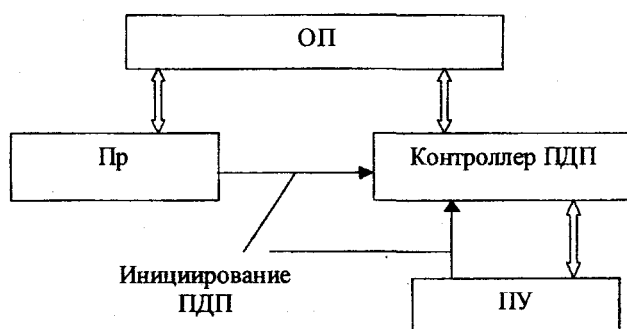 ОП
Пр
Контроллер ПДП
Инициирование
ПДП
ПУ